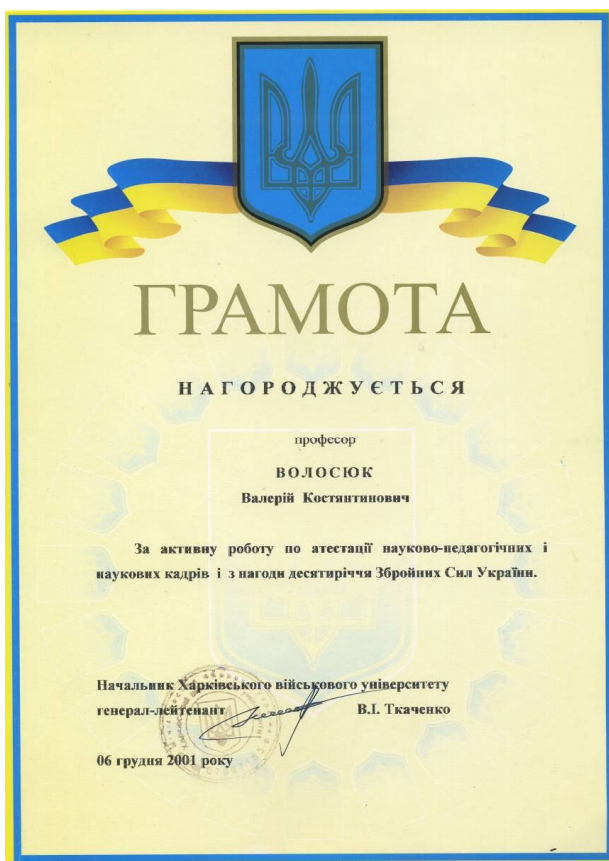 ГРАМОТА
НАГОРОДЖУЄТЬСЯ
професор
ВОЛОСЮК
Валерій Костянтинович
За активну роботу по атестації науково-педагогічних і
наукових кадрів і з нагоди десятиріччя Збройних Сил України.
Начальник Харківського військового університету
генерал-лейтенант В.І. Ткаченко
06 грудня 2001 року